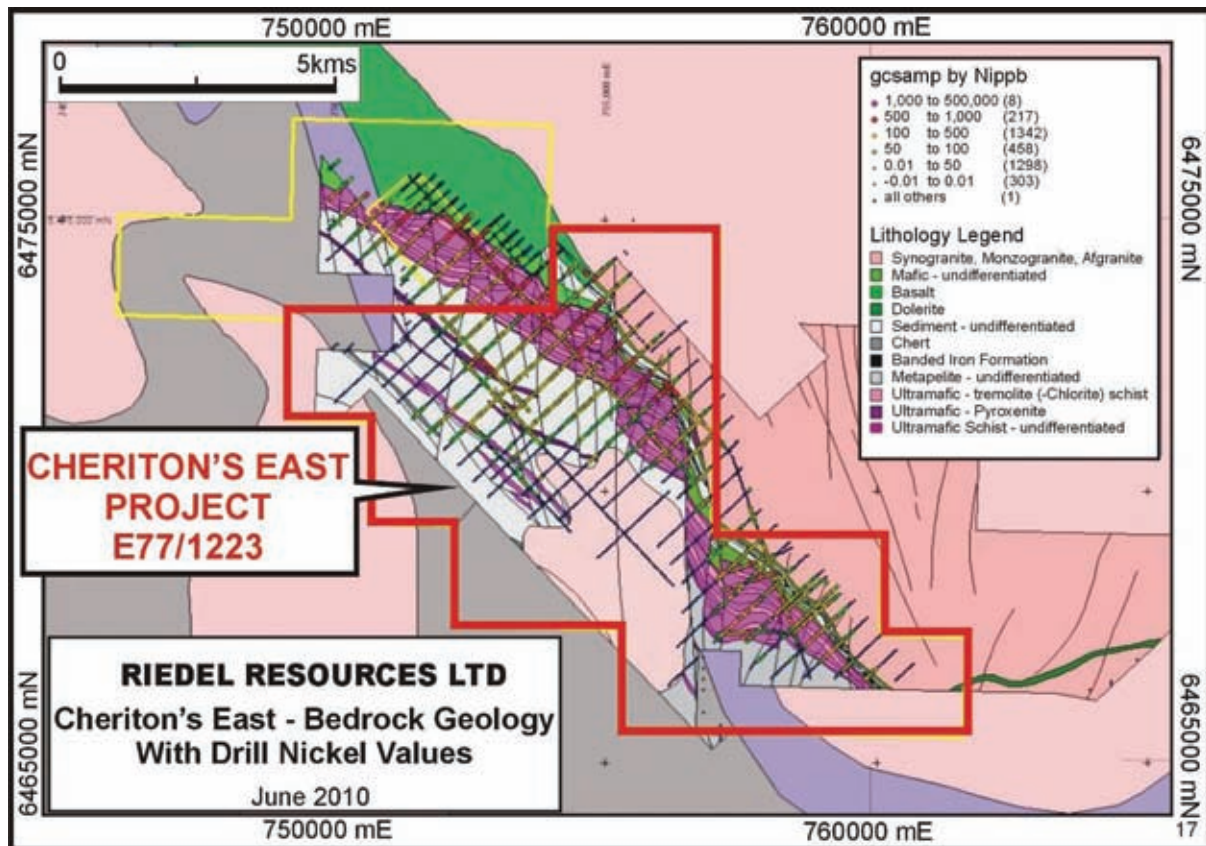 750000 mE
760000 mE
0 5kms
755,000 mE
6475000 mN
6475000 mN
gcsamp by Nippb
1,000 to 500,000 (8)
500 to 1,000 (217)
100 to 500 (1342)
50 to 100 (458)
0.01 to 50 (1298)
-0.01 to 0.01 (303)
all others (1)
Lithology Legend
Synogranite, Monzogranite, Afgranite
Mafic - undifferentiated
Basalt
Dolerite
Sediment - undifferentiated
Chert
Banded Iron Formation
Metapelite - undifferentiated
Ultramafic - tremolite (-Chlorite) schist
Ultramafic - Pyroxenite
Ultramafic Schist - undifferentiated
CHERITON'S EAST
PROJECT
E77/1223
RIEDEL RESOURCES LTD
Cheriton's East - Bedrock Geology
With Drill Nickel Values
June 2010
6465000 mN
6465000 mN
750000 mE
760000 mE
17